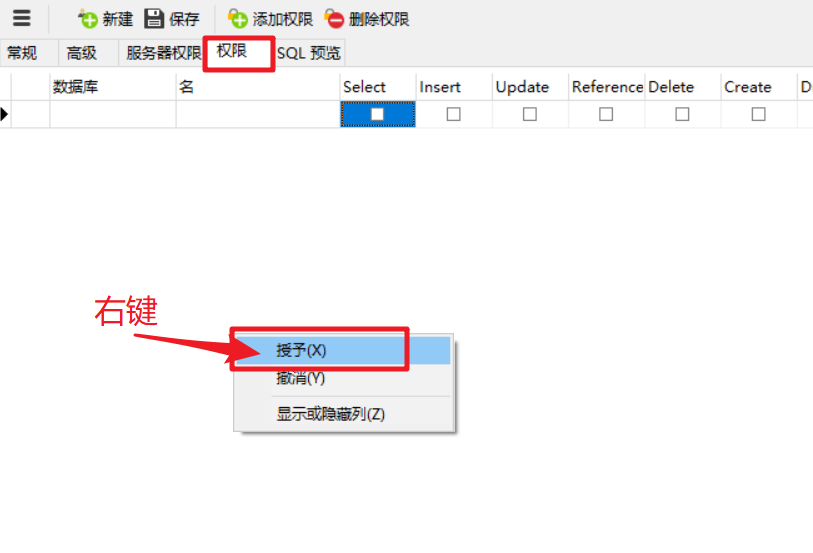 新建 保存 添加权限 删除权限
常规 高级 服务器权限 权限 SQL 预览
数据库 名 Select Insert Update Reference Delete Create D
右键
授予(X)
撤消(Y)
显示或隐藏列(Z)